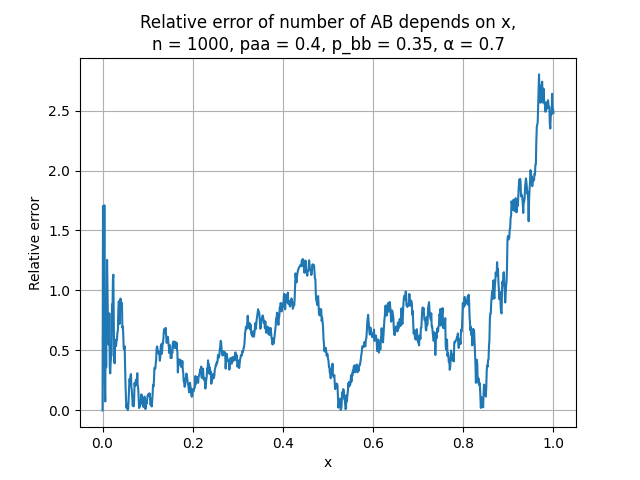 Relative error of number of AB depends on x,
n = 1000, paa = 0.4, p_bb = 0.35, α = 0.7
Relative error
2.5
2.0
1.5
1.0
0.5
0.0
0.0 0.2 0.4 0.6 0.8 1.0
x